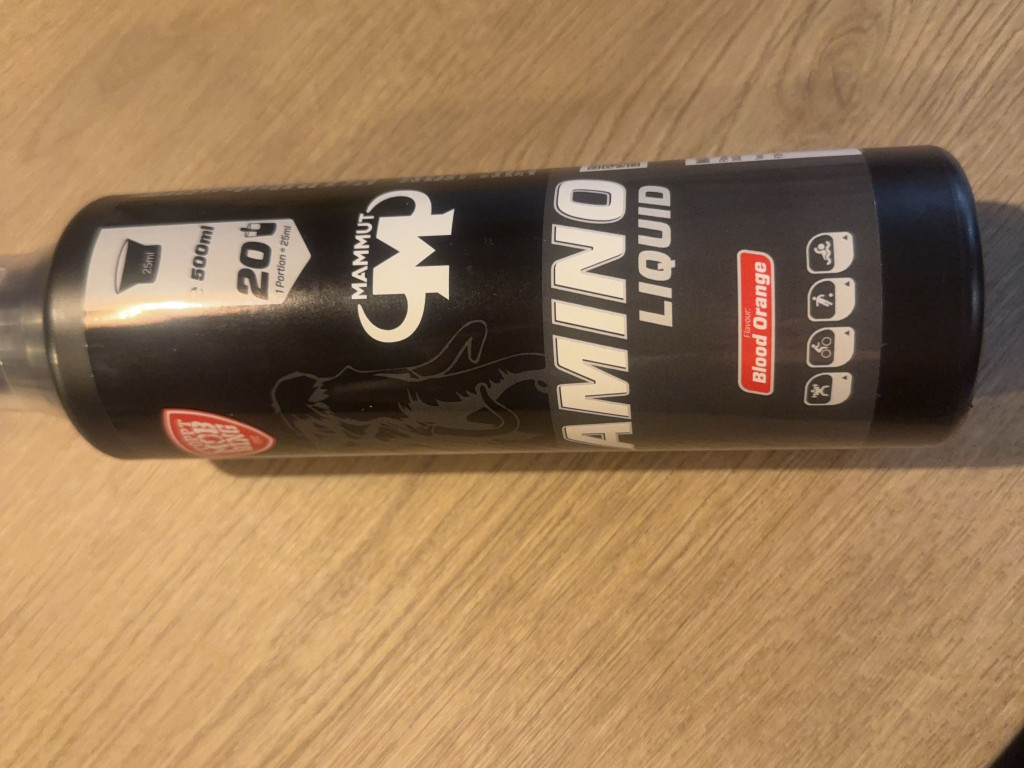 25ml
500ml
20
1 Portion = 25ml
MAMMUT
AMINO
LIQUID
Flavour:
Blood Orange